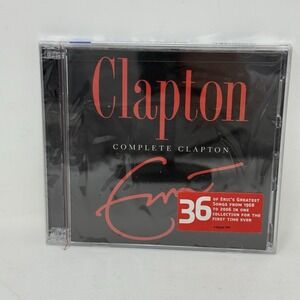 Clapton
COMPLETE CLAPTON
Eric
36
OF ERIC'S GREATEST
SONGS FROM 1966
TO 2006 IN ONE
COLLECTION FOR THE
FIRST TIME EVER